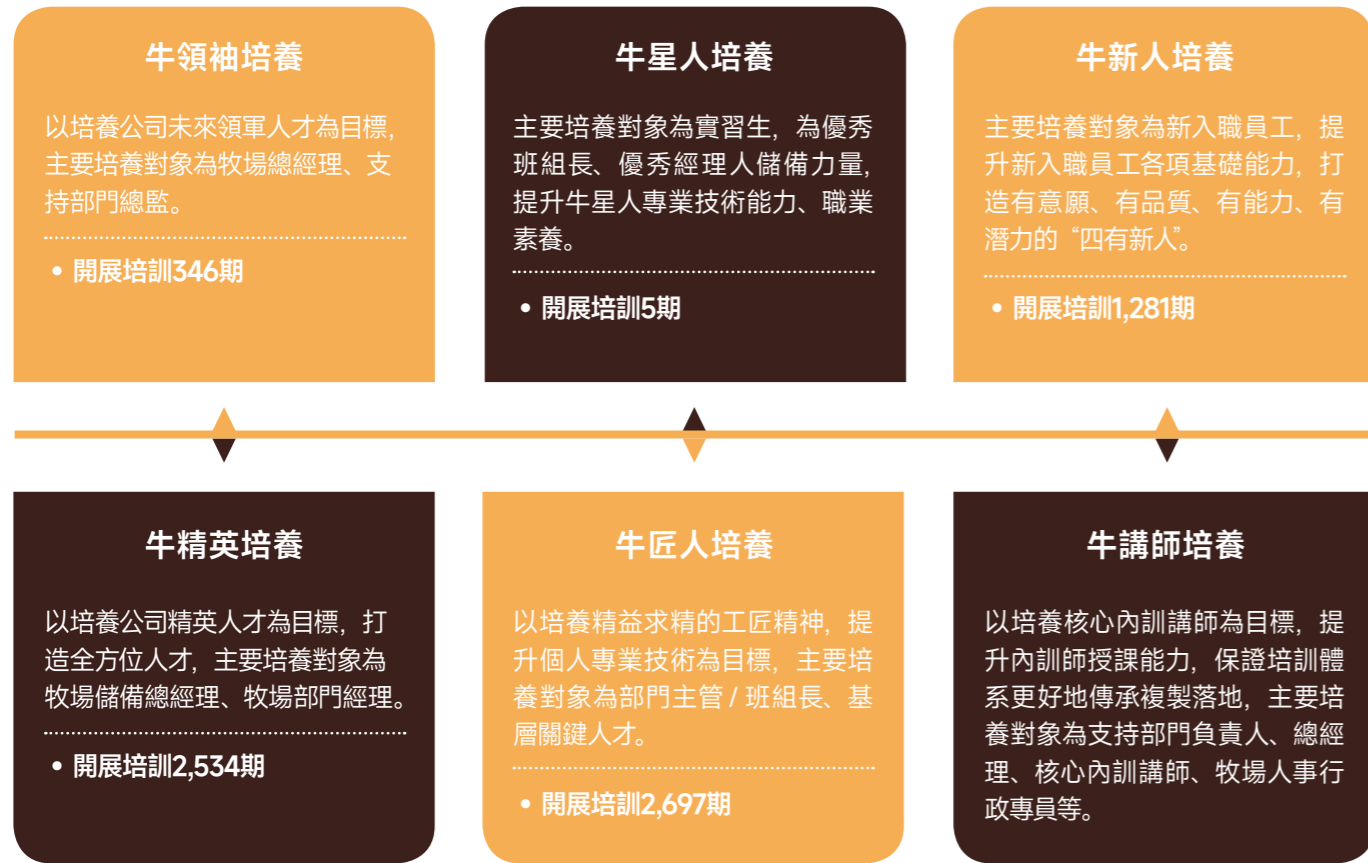 牛領袖培養
以培養公司未來領軍人才為目標，
主要培養對象為牧場總經理、支
持部門總監。
• 開展培訓346期
牛星人培養
主要培養對象為實習生，為優秀
班組長、優秀經理人儲備力量，
提升牛星人專業技術能力、職業
素養。
• 開展培訓5期
牛新人培養
主要培養對象為新入職員工，提
升新入職員工各項基礎能力，打
造有意願、有品質、有能力、有
潛力的“四有新人”。
• 開展培訓1,281期
牛精英培養
以培養公司精英人才為目標，打
造全方位人才，主要培養對象為
牧場儲備總經理、牧場部門經理。
• 開展培訓2,534期
牛匠人培養
以培養精益求精的工匠精神，提
升個人專業技術為目標，主要培
養對象為部門主管 / 班組長、基
層關鍵人才。
• 開展培訓2,697期
牛講師培養
以培養核心內訓講師為目標，提
升內訓師授課能力，保證培訓體
系更好地傳承複製落地，主要培
養對象為支持部門負責人、總經
理、核心內訓講師、牧場人事行
政專員等。